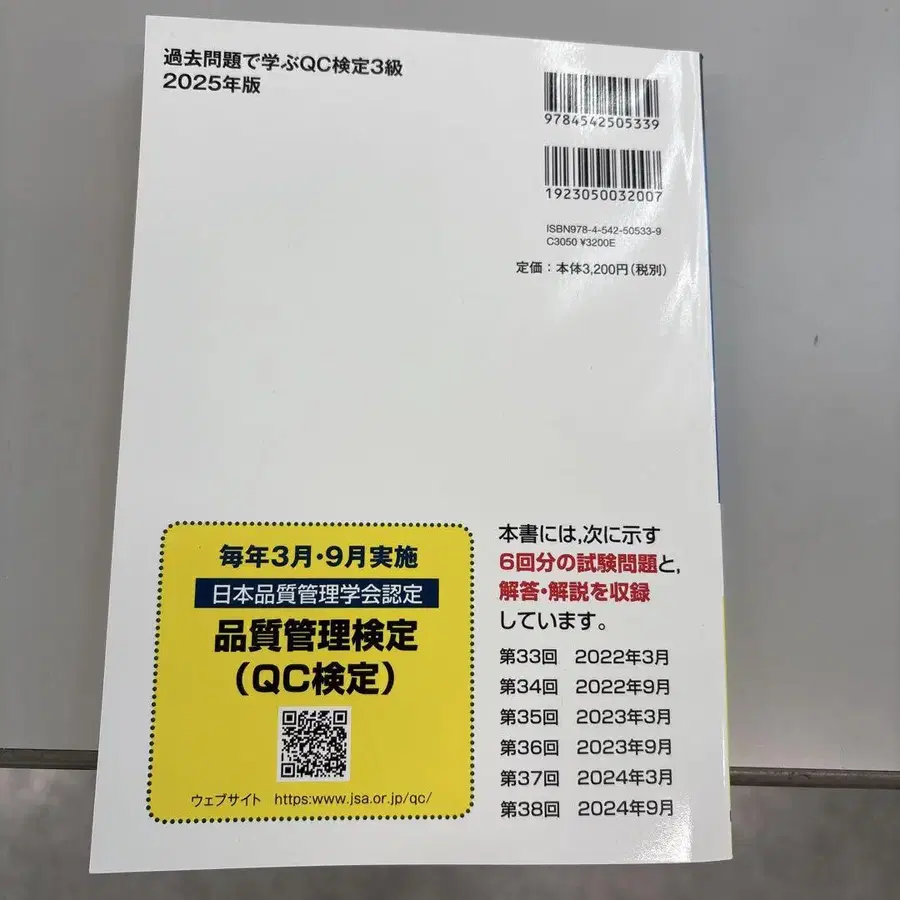 過去問題で学ぶQC検定3級
2025年版
9784542505339
1923050032007
ISBN978-4-542-50533-9
C3050 ¥3200E
定価：本体3,200円（税別）
毎年3月・9月実施
日本品質管理学会認定
品質管理検定
（QC検定）
ウェブサイト https:www.jsa.or.jp/qc/
本書には,次に示す
6回分の試験問題と,
解答・解説を収録
しています。
第33回 2022年3月
第34回 2022年9月
第35回 2023年3月
第36回 2023年9月
第37回 2024年3月
第38回 2024年9月